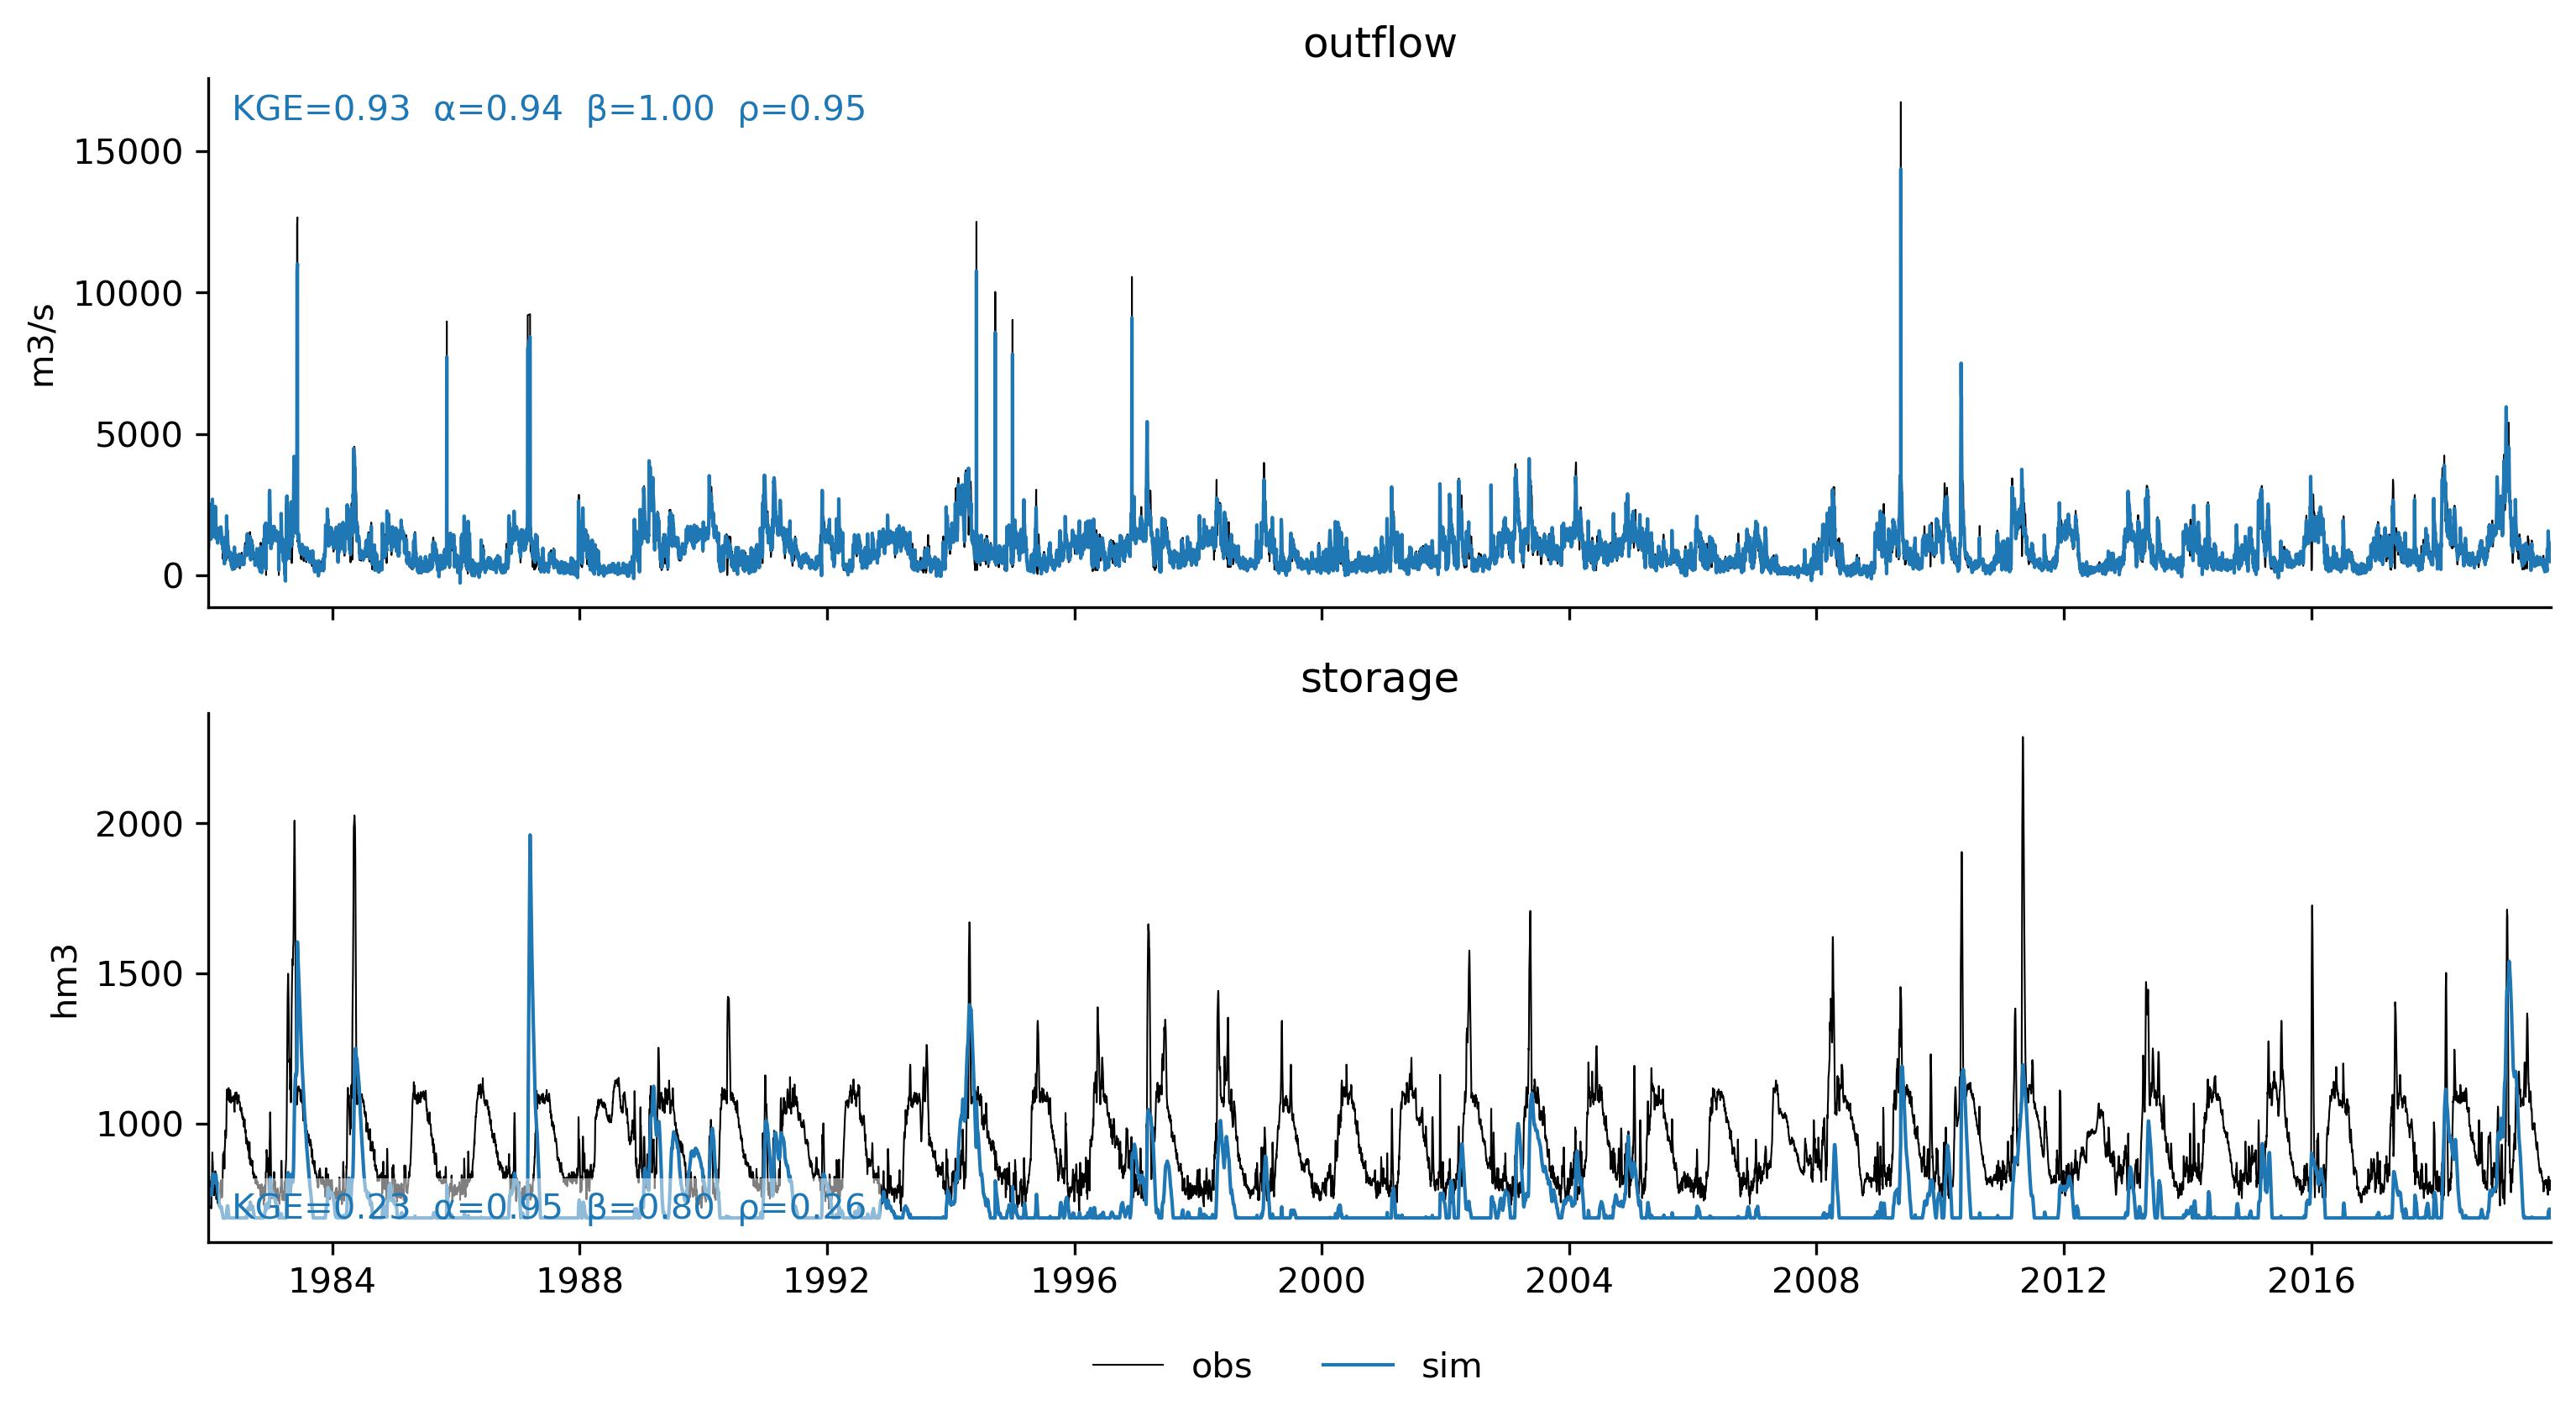 outflow
KGE=0.93 α=0.94 β=1.00 ρ=0.95
15000
10000
5000
0
m3/s
storage
2000
1500
1000
hm3
KGE=0.23 α=0.95 β=0.80 ρ=0.26
1984 1988 1992 1996 2000 2004 2008 2012 2016
obs sim